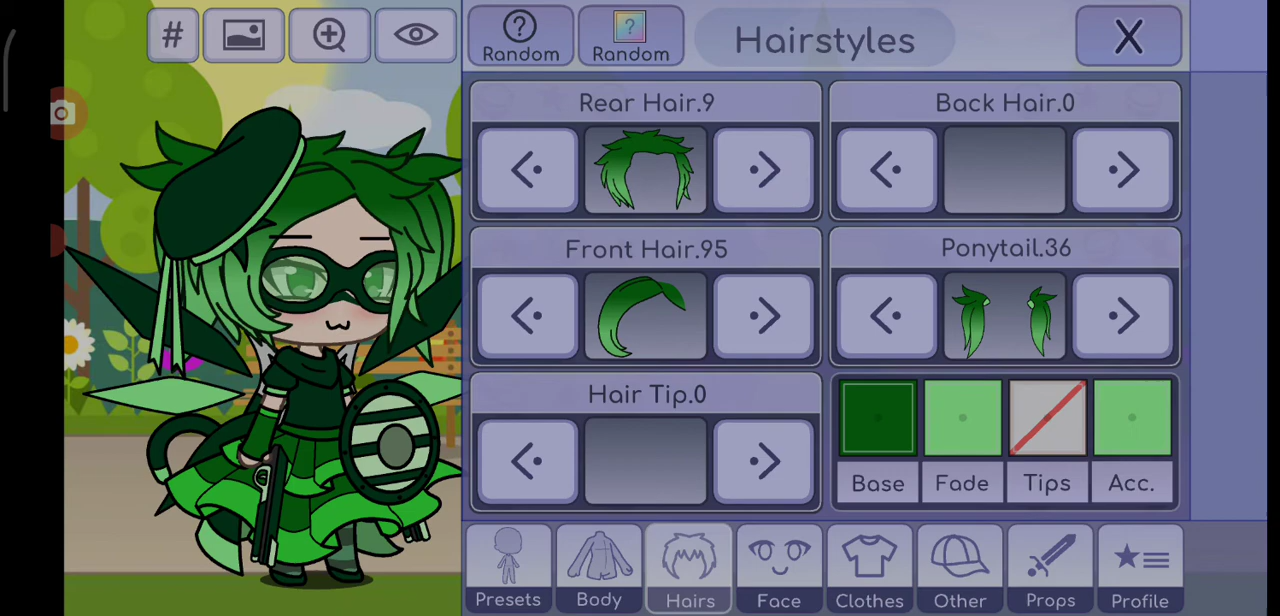 #
? Random
? Random
Hairstyles
X
Rear Hair.9
Back Hair.0
Front Hair.95
Ponytail.36
Hair Tip.0
Base
Fade
Tips
Acc.
Presets
Body
Hairs
Face
Clothes
Other
Props
Profile